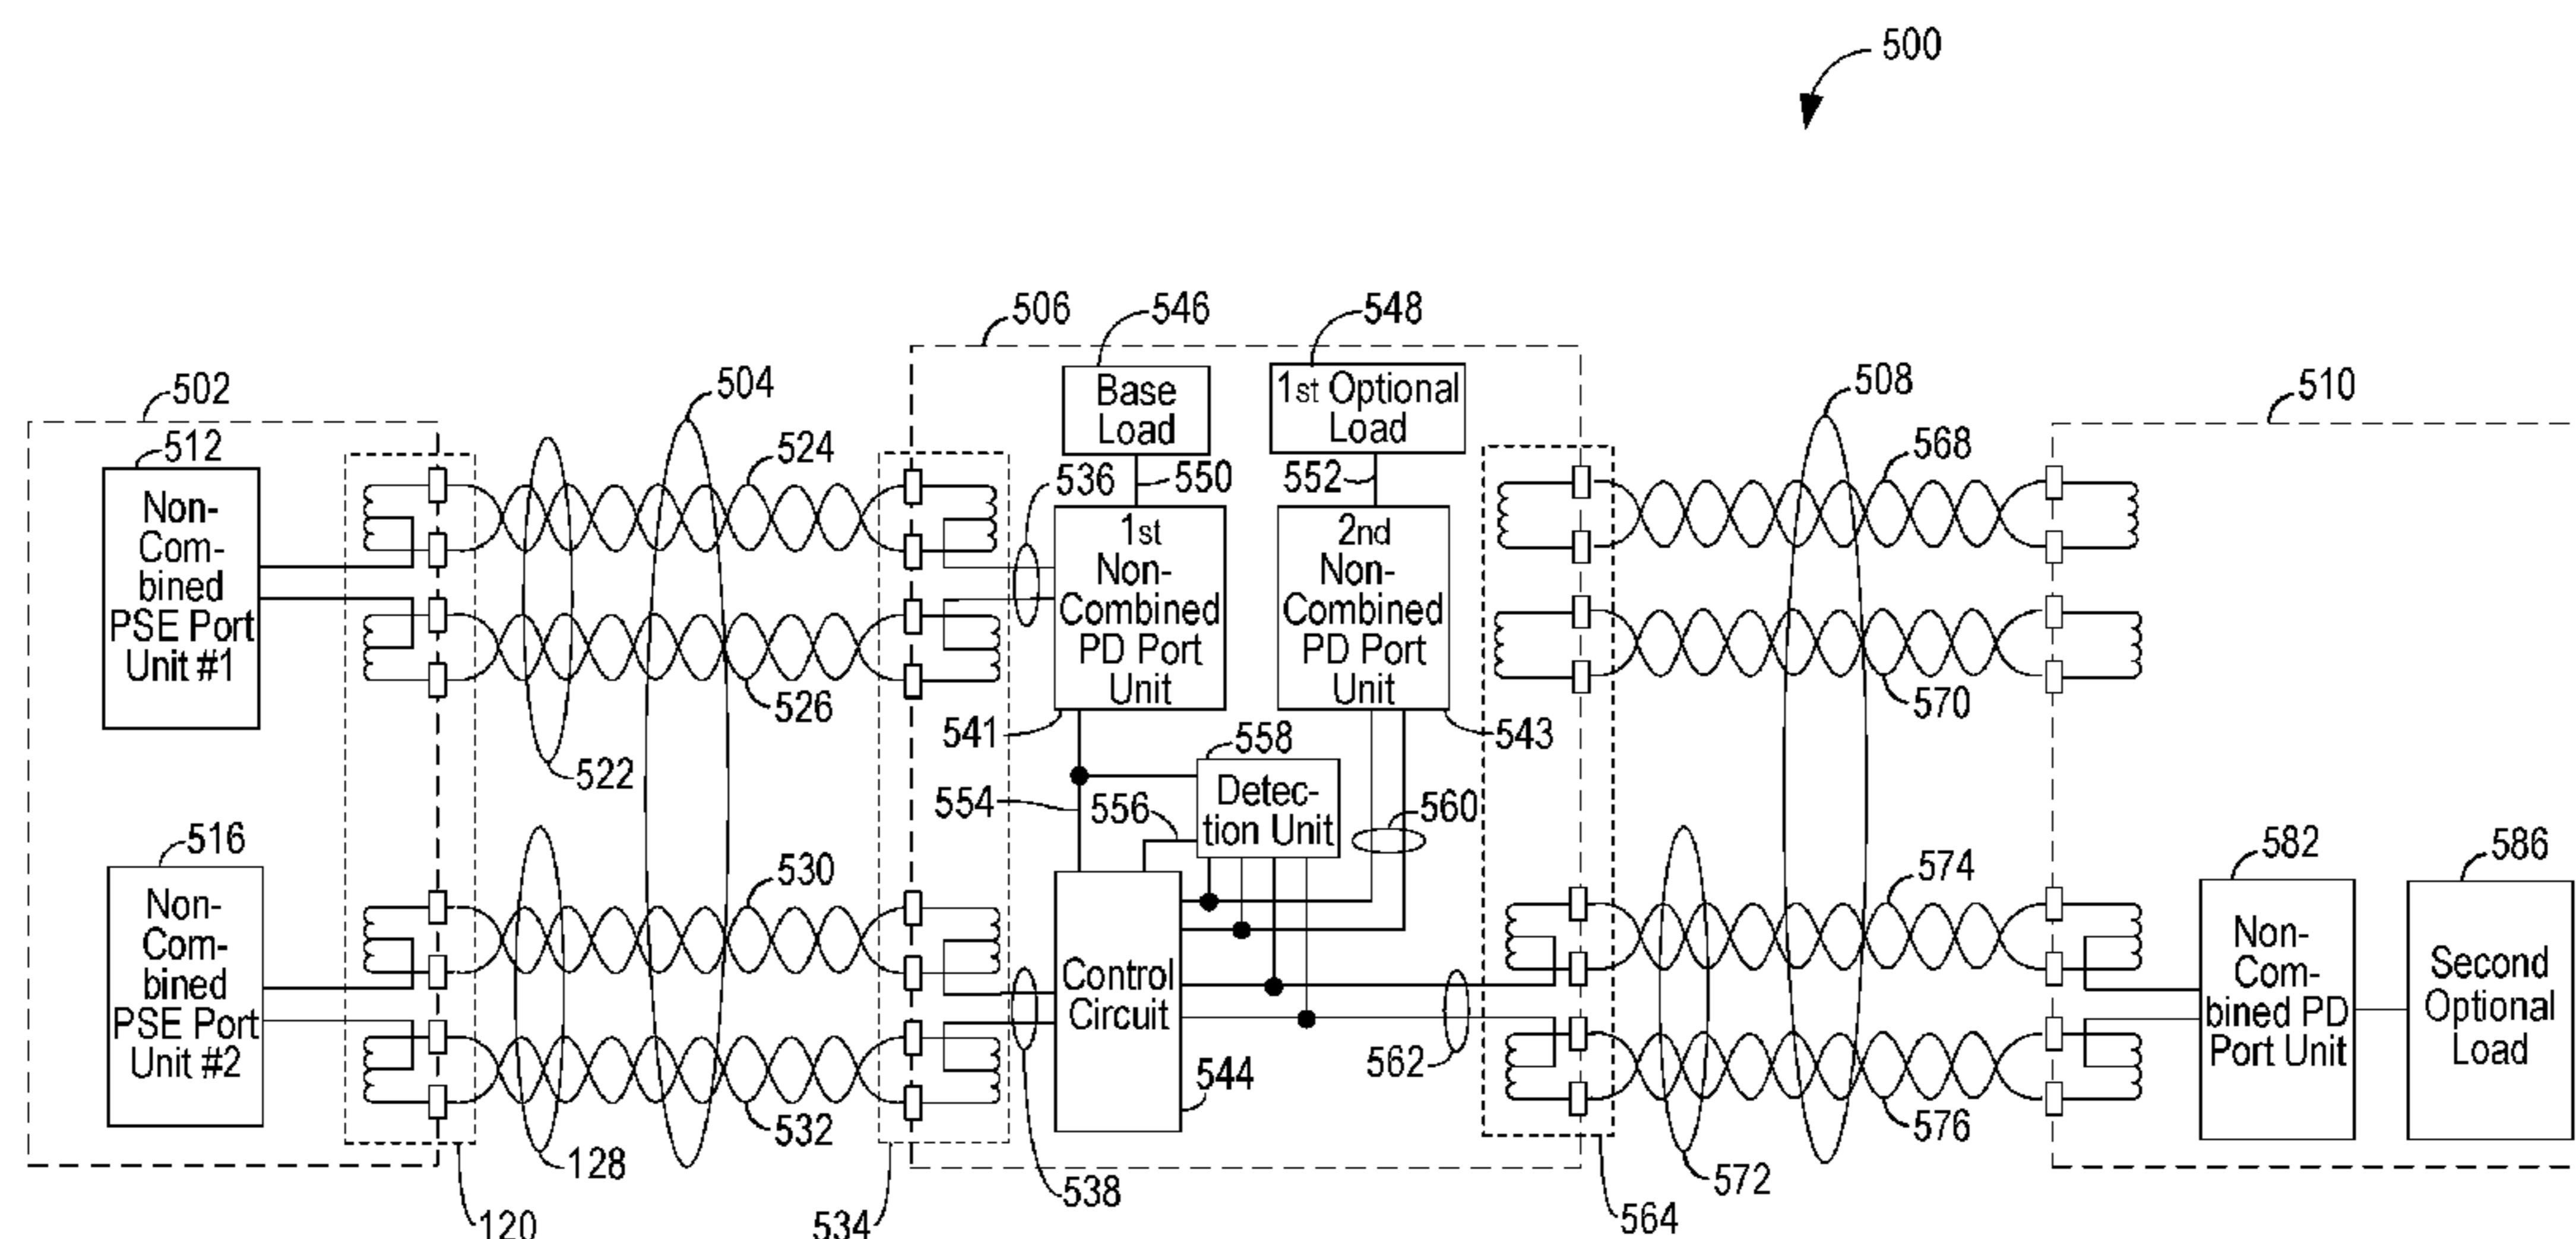 500
506
546
548
502
504
508
510
512
524
Base
Load
1st Optional
Load
568
536
550
552
Non-
Com-
bined
PSE Port
Unit #1
1st
Non-
Combined
PD Port
Unit
2nd
Non-
Combined
PD Port
Unit
526
570
541
558
543
522
554
556
Detec-
tion Unit
560
516
530
574
582
586
Non-
Com-
bined
PSE Port
Unit #2
Control
Circuit
Non-
Com-
bined PD
Port Unit
Second
Optional
Load
562
544
532
576
128
538
572
120
534
564